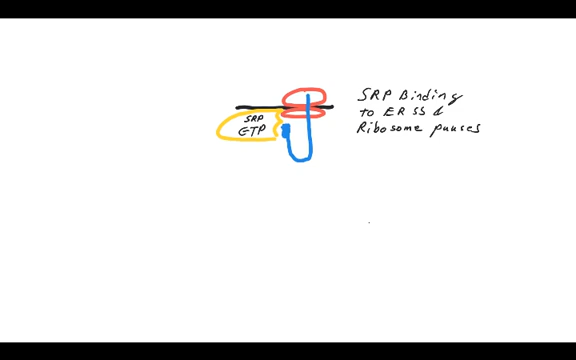 SRP Binding
to ER SS &
Ribosome pauses
SRP
GTP